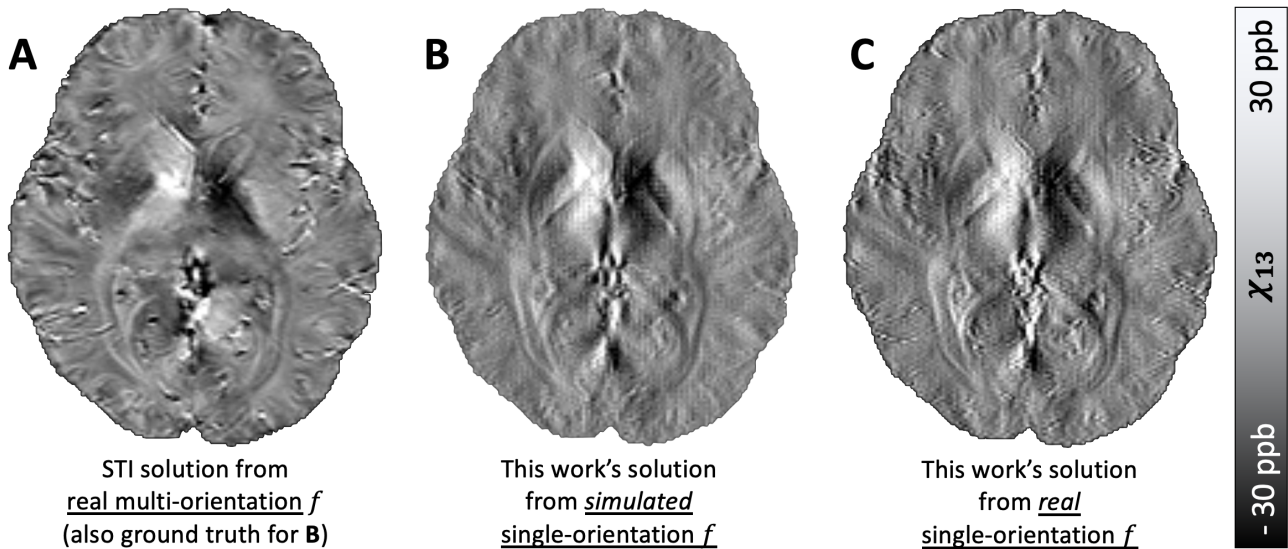 A
B
C
STI solution from
real multi-orientation f
(also ground truth for B)
This work's solution
from simulated
single-orientation f
This work's solution
from real
single-orientation f
30 ppb
χ13
- 30 ppb